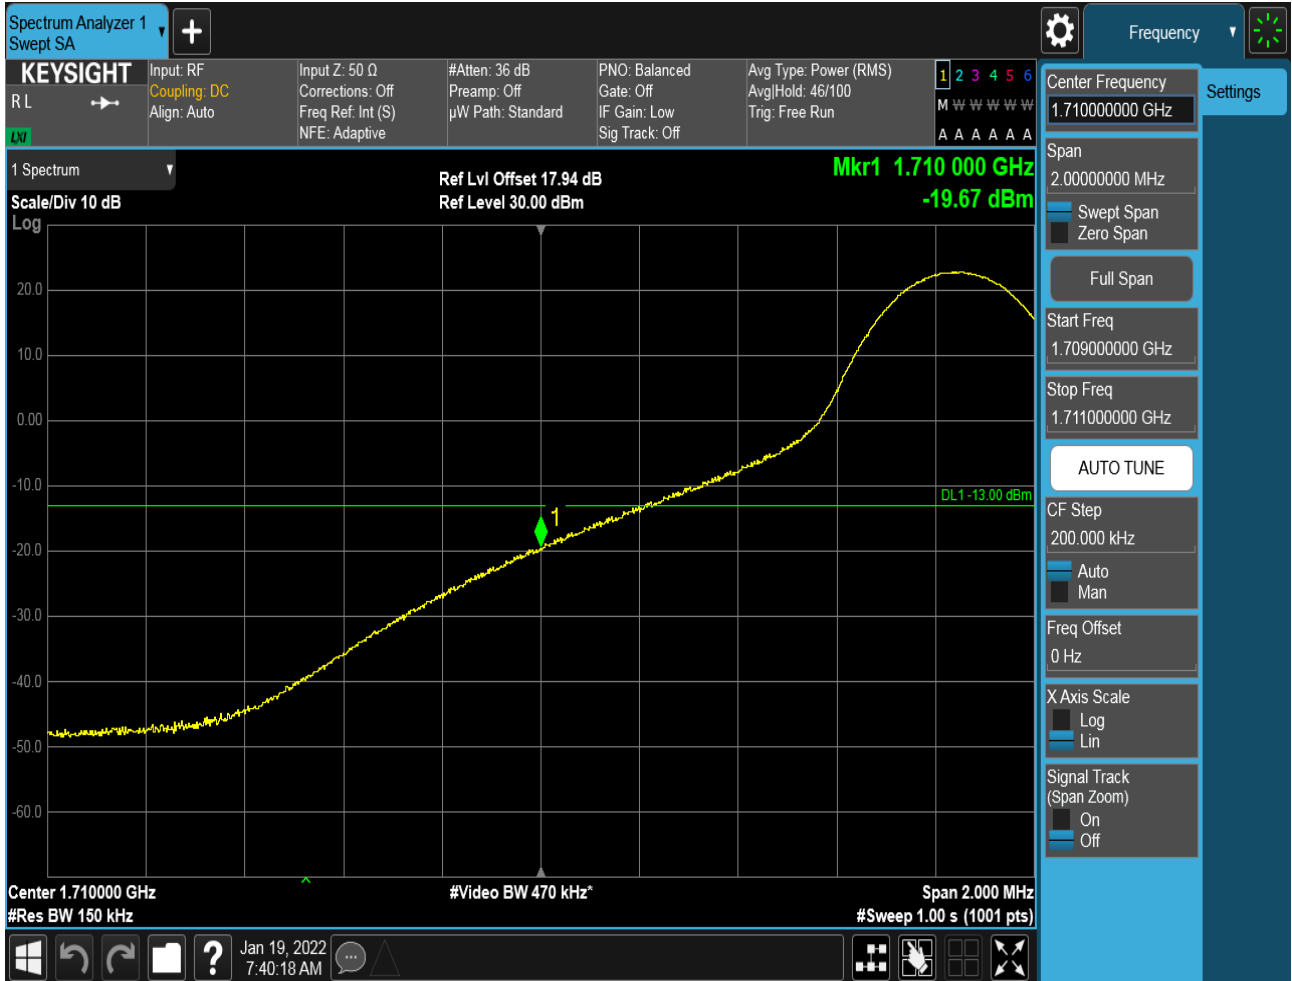 Spectrum Analyzer 1
Swept SA
Frequency
KEYSIGHT
R L
LXI
Input: RF
Coupling: DC
Align: Auto
Input Z: 50 Ω
Corrections: Off
Freq Ref: Int (S)
NFE: Adaptive
#Atten: 36 dB
Preamp: Off
µW Path: Standard
PNO: Balanced
Gate: Off
IF Gain: Low
Sig Track: Off
Avg Type: Power (RMS)
Avg|Hold: 46/100
Trig: Free Run
1 2 3 4 5 6
M W W W W W
A A A A A A
1 Spectrum
Scale/Div 10 dB
Log
Ref Lvl Offset 17.94 dB
Ref Level 30.00 dBm
Mkr1 1.710 000 GHz
-19.67 dBm
20.0
10.0
0.00
-10.0
-20.0
-30.0
-40.0
-50.0
-60.0
DL1 -13.00 dBm
1
Center 1.710000 GHz
#Res BW 150 kHz
#Video BW 470 kHz*
Span 2.000 MHz
#Sweep 1.00 s (1001 pts)
Jan 19, 2022
7:40:18 AM
Center Frequency
1.710000000 GHz
Settings
Span
2.00000000 MHz
Swept Span
Zero Span
Full Span
Start Freq
1.709000000 GHz
Stop Freq
1.711000000 GHz
AUTO TUNE
CF Step
200.000 kHz
Auto
Man
Freq Offset
0 Hz
X Axis Scale
Log
Lin
Signal Track
(Span Zoom)
On
Off